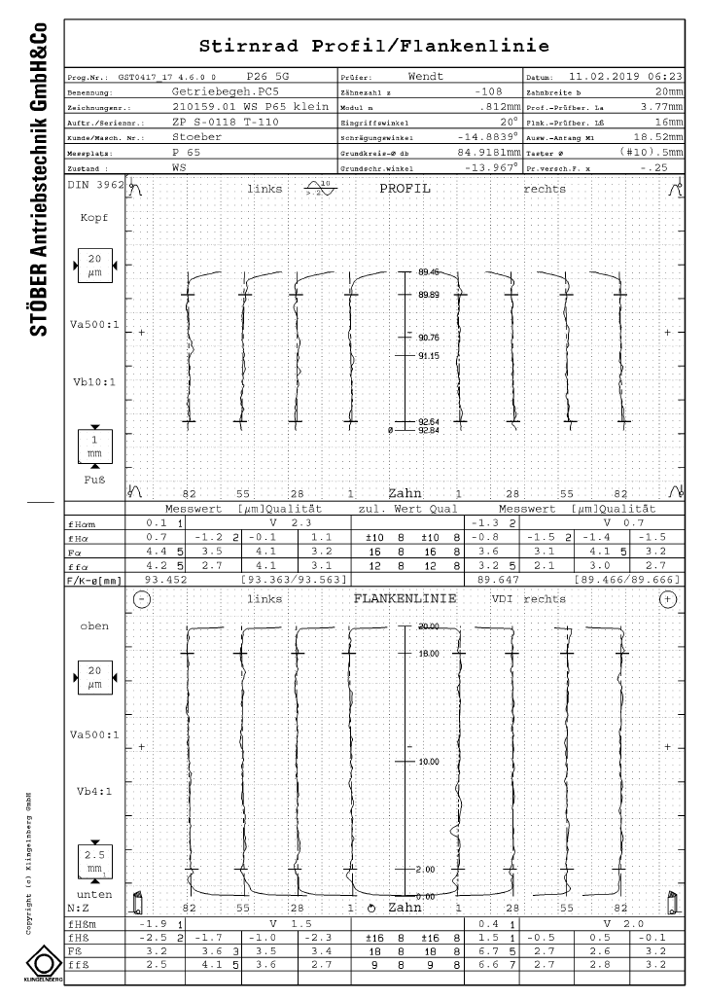 STÖBER Antriebstechnik GmbH&Co
Stirnrad Profil/Flankenlinie
Prog.Nr.: GST0417_17 4.6.0 0 P26 5G Prüfer: Wendt Datum: 11.02.2019 06:23
Benennung: Getriebegeh.PC5 Zähnezahl z -108 Zahnbreite b 20mm
Zeichnungsnr.: 210159.01 WS P65 klein Modul m .812mm Prof.-Prüfber. La 3.77mm
Auftr./Seriennr.: ZP S-0118 T-110 Eingriffswinkel 20° Flnk.-Prüfber. Lß 16mm
Kunde/Masch. Nr.: Stoeber Schrägungswinkel -14.8839° Ausw.-Anfang M1 18.52mm
Messplatz: P 65 Grundkreis-Ø db 84.9181mm Taster Ø (#10).5mm
Zustand : WS Grundschr.winkel -13.967° Pr.versch.F. x -.25
DIN 3962 links 10 >.2 PROFIL rechts
Kopf
20
µm
89.46
89.89
Va500:1
90.76
91.15
Vb10:1
92.64
Ø 92.84
1
mm
Fuß
82 55 28 1 Zahn 1 28 55 82
Messwert [µm]Qualität zul. Wert Qual Messwert [µm]Qualität
fHαm 0.1 1 V 2.3 -1.3 2 V 0.7
fHα 0.7 -1.2 2 -0.1 1.1 ±10 8 ±10 8 -0.8 -1.5 2 -1.4 -1.5
Fα 4.4 5 3.5 4.1 3.2 16 8 16 8 3.6 3.1 4.1 5 3.2
ffα 4.2 5 2.7 4.1 3.1 12 8 12 8 3.2 5 2.1 3.0 2.7
F/K-ø[mm] 93.452 [93.363/93.563] 89.647 [89.466/89.666]
- links FLANKENLINIE VDI rechts +
oben
20.00
18.00
20
µm
Va500:1
10.00
Vb4:1
2.5
mm
2.00
unten
0.00
N:Z 82 55 28 1 Zahn 1 28 55 82
fHßm -1.9 1 V 1.5 0.4 1 V 2.0
fHß -2.5 2 -1.7 -1.0 -2.3 ±16 8 ±16 8 1.5 1 -0.5 0.5 -0.1
Fß 3.2 3.6 3 3.5 3.4 18 8 18 8 6.7 5 2.7 2.6 3.2
ffß 2.5 4.1 5 3.6 2.7 9 8 9 8 6.6 7 2.7 2.8 3.2
Copyright (c) Klingelnberg GmbH
KLINGELNBERG